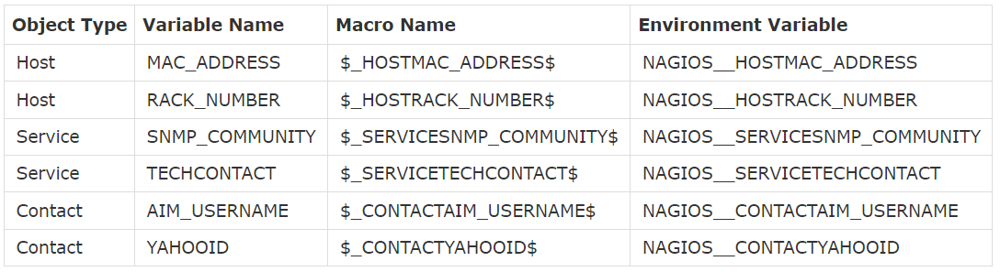 Object Type Variable Name Macro Name Environment Variable
Host MAC_ADDRESS $_HOSTMAC_ADDRESS$ NAGIOS__HOSTMAC_ADDRESS
Host RACK_NUMBER $_HOSTRACK_NUMBER$ NAGIOS__HOSTRACK_NUMBER
Service SNMP_COMMUNITY $_SERVICESNMP_COMMUNITY$ NAGIOS__SERVICESNMP_COMMUNITY
Service TECHCONTACT $_SERVICETECHCONTACT$ NAGIOS__SERVICETECHCONTACT
Contact AIM_USERNAME $_CONTACTAIM_USERNAME$ NAGIOS__CONTACTAIM_USERNAME
Contact YAHOOID $_CONTACTYAHOOID$ NAGIOS__CONTACTYAHOOID